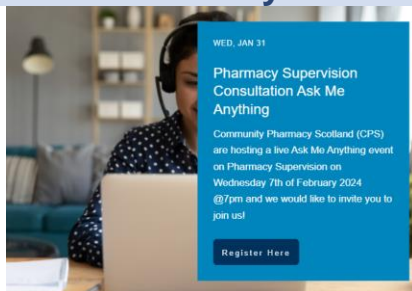 WED, JAN 31
Pharmacy Supervision
Consultation Ask Me
Anything
Community Pharmacy Scotland (CPS)
are hosting a live Ask Me Anything event
on Pharmacy Supervision on
Wednesday 7th of February 2024
@7pm and we would like to invite you to
join us!
Register Here